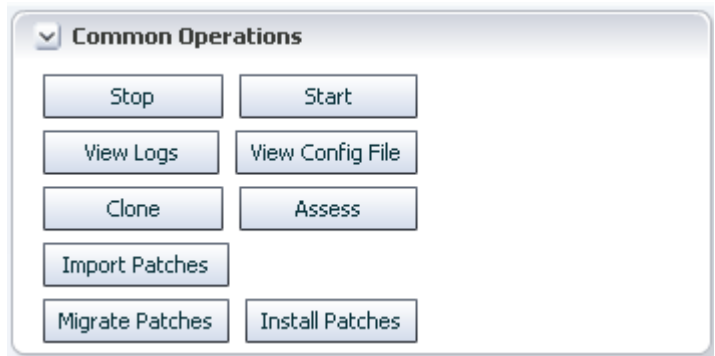 Common Operations
Stop Start
View Logs View Config File
Clone Assess
Import Patches
Migrate Patches Install Patches